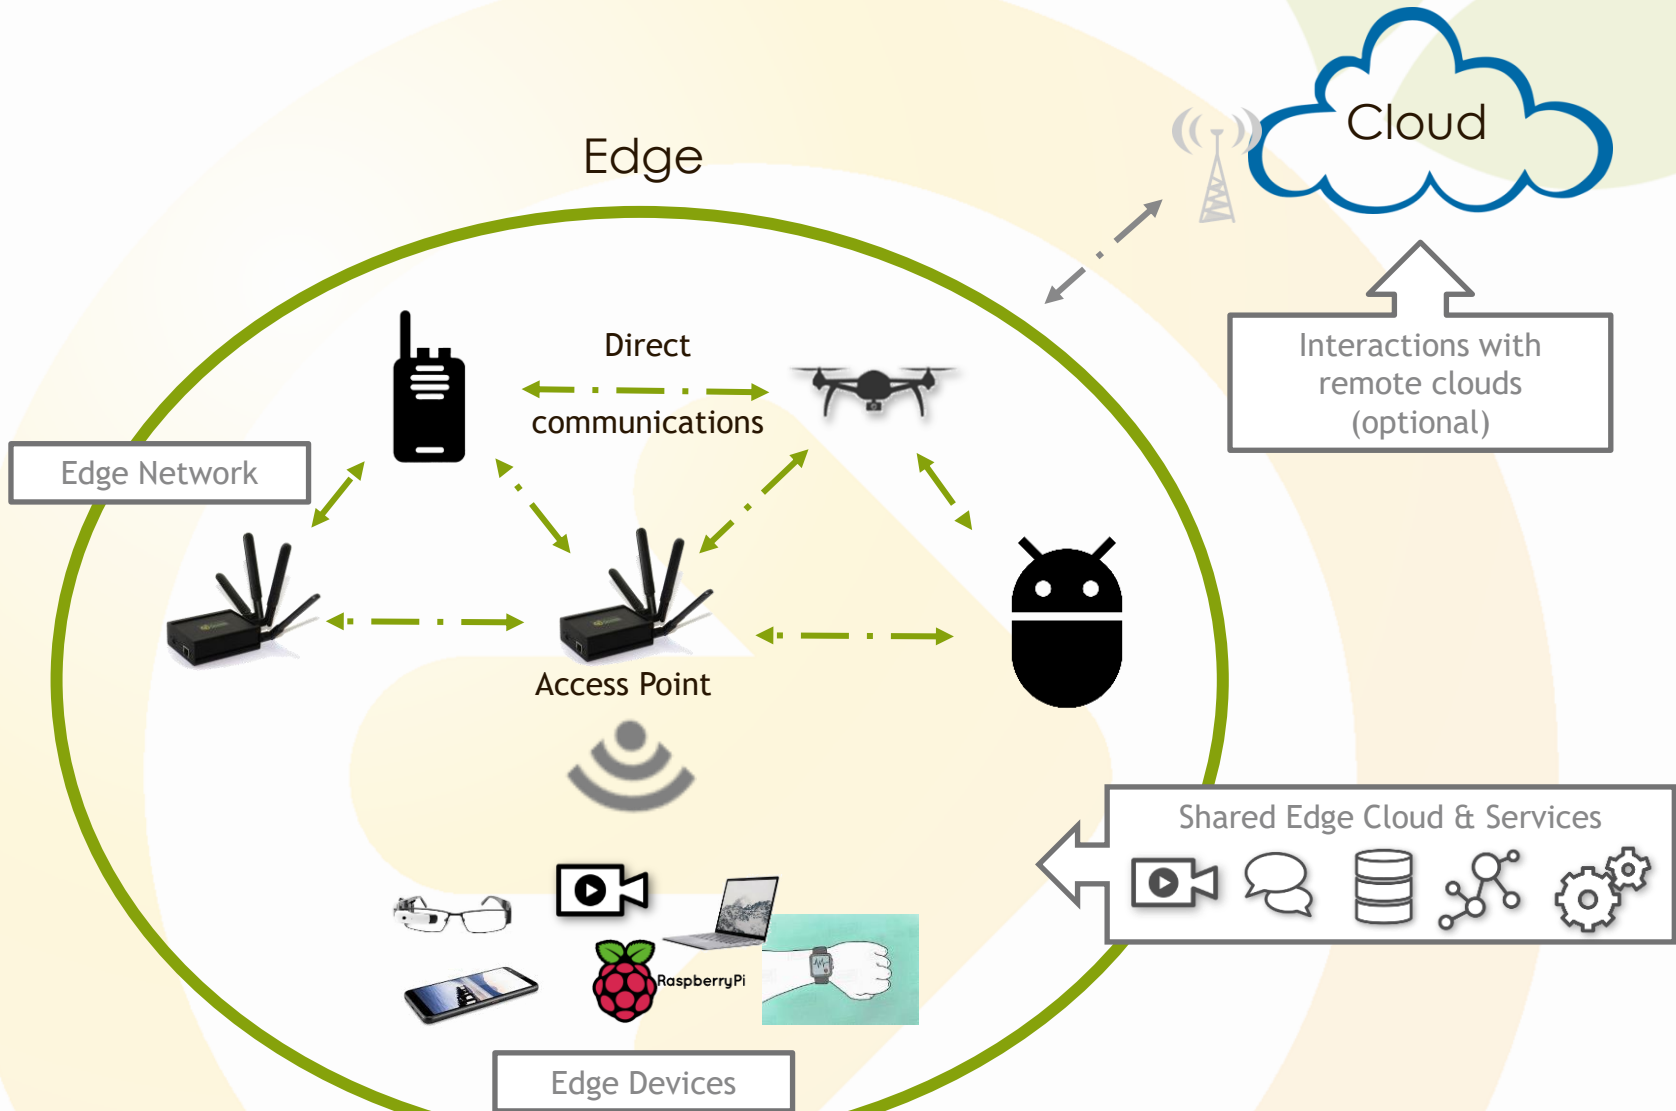 Cloud
Edge
Direct
communications
Interactions with
remote clouds
(optional)
Edge Network
Access Point
Shared Edge Cloud & Services
RaspberryPi
Edge Devices